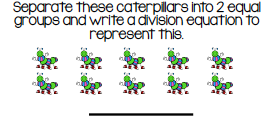 Separate these caterpillars into 2 equal
groups and write a division equation to
represent this.